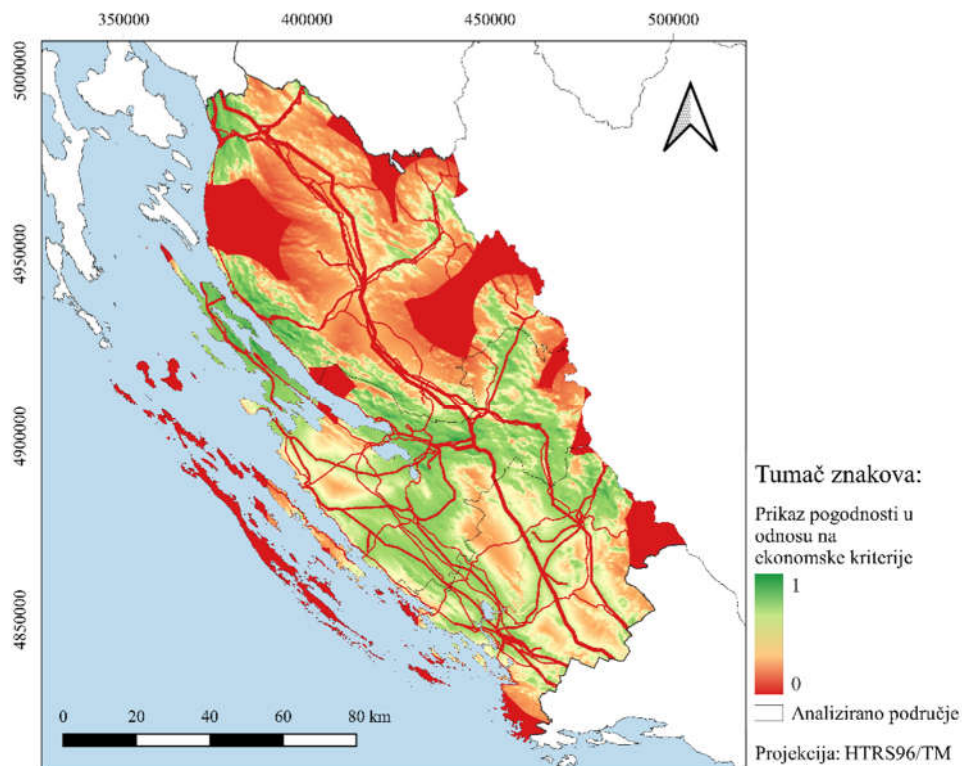 350000
400000
450000
500000
5000000
4950000
4900000
4850000
0
20
40
60
80 km
Tumač znakova:
Prikaz pogodnosti u
odnosu na
ekonomske kriterije
1
0
Analizirano područje
Projekcija: HTRS96/TM